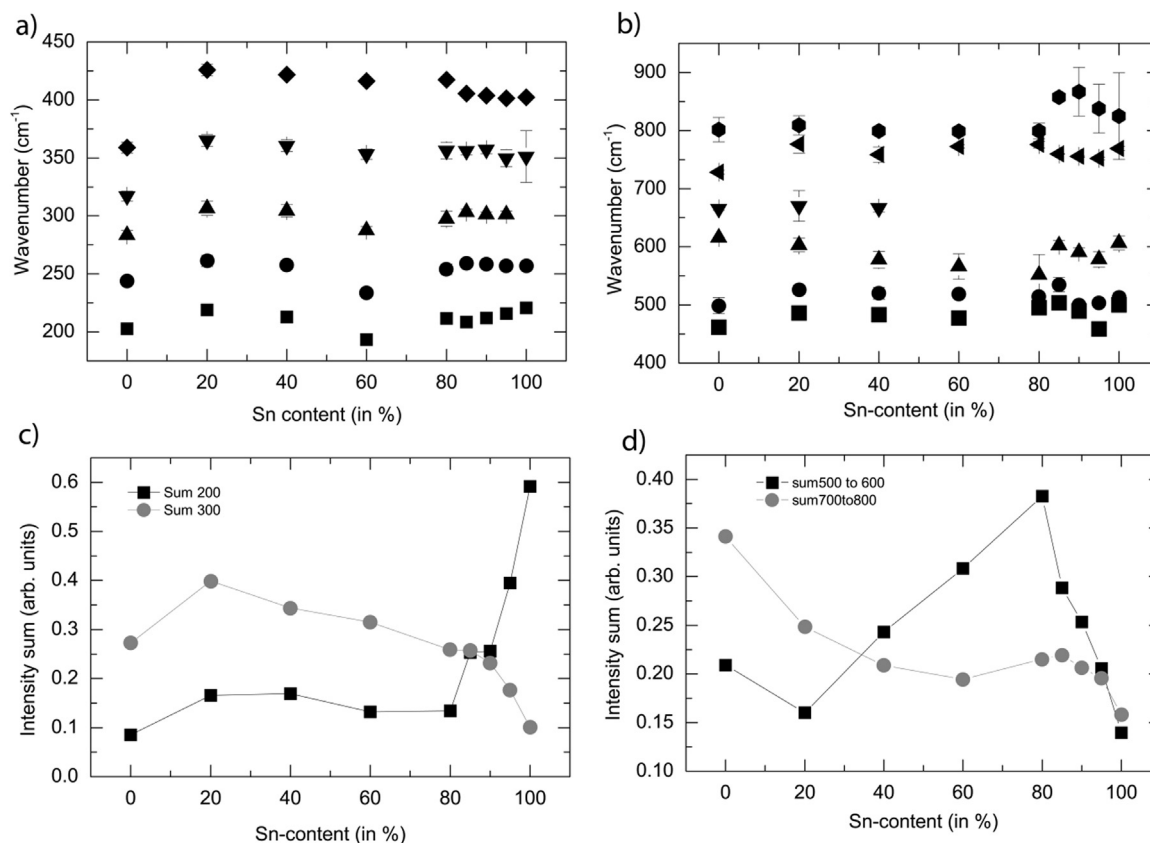 a)
450
400
350
300
250
200
Wavenumber (cm⁻¹)
0 20 40 60 80 100
Sn content (in %)
b)
900
800
700
600
500
400
Wavenumber (cm⁻¹)
0 20 40 60 80 100
Sn-content (in %)
c)
0.6
0.5
0.4
0.3
0.2
0.1
0.0
Intensity sum (arb. units)
Sum 200
Sum 300
0 20 40 60 80 100
Sn-content (in %)
d)
0.40
0.35
0.30
0.25
0.20
0.15
0.10
Intensity sum (arb. units)
sum500 to 600
sum700to800
0 20 40 60 80 100
Sn-content (in %)